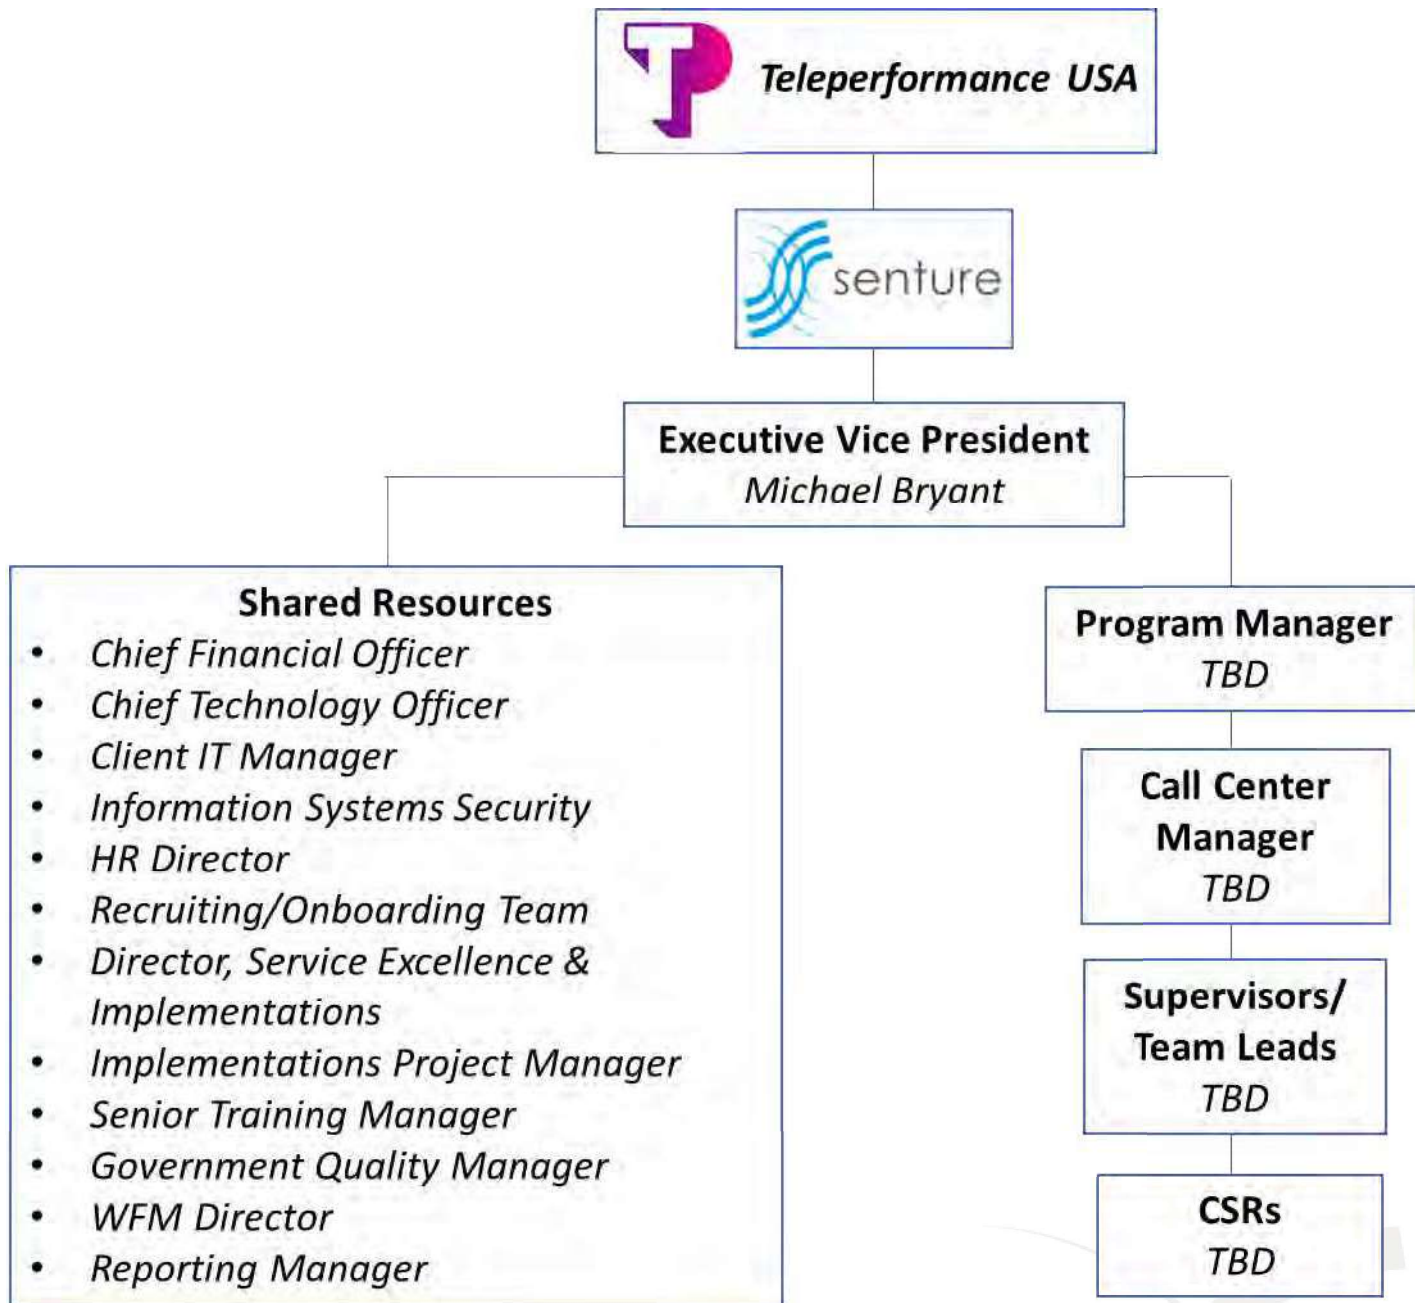 TP
Teleperformance USA
senture
Executive Vice President
Michael Bryant
Shared Resources
• Chief Financial Officer
• Chief Technology Officer
• Client IT Manager
• Information Systems Security
• HR Director
• Recruiting/Onboarding Team
• Director, Service Excellence &
Implementations
• Implementations Project Manager
• Senior Training Manager
• Government Quality Manager
• WFM Director
• Reporting Manager
Program Manager
TBD
Call Center
Manager
TBD
Supervisors/
Team Leads
TBD
CSRs
TBD